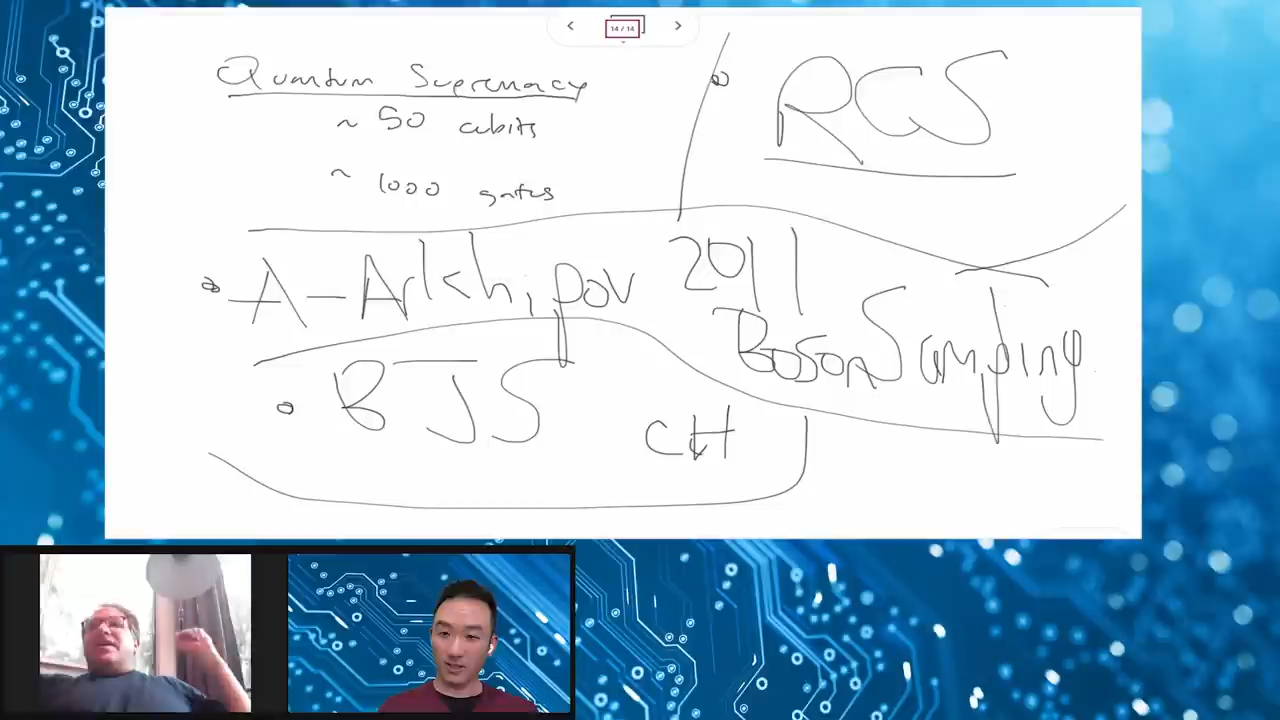 14 / 14
Quantum Supremacy
~ 50 qubits
~ 1000 gates
RCS
A-Arkhipov 2011
BosonSampling
BJS
CH